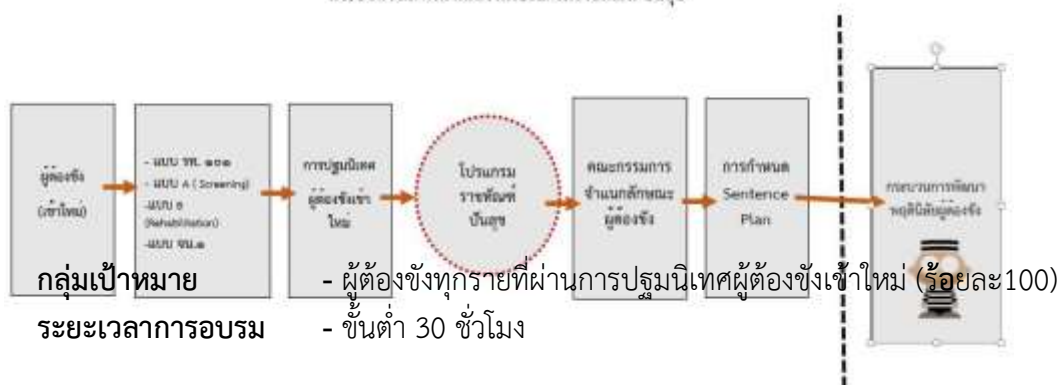 ผู้ต้องขัง
(เข้าใหม่)
- แบบ รท. ๑๐๑
- แบบ A ( Screening)
-แบบ B
(Rehabilitation)
-แบบ จน.๑
การปฐมนิเทศ
ผู้ต้องขังเข้า
ใหม่
โปรแกรม
ราชทัณฑ์
ปันสุข
คณะกรรมการ
จำแนกลักษณะ
ผู้ต้องขัง
การกำหนด
Sentence
Plan
กระบวนการพัฒนา
พฤตินิสัยผู้ต้องขัง
กลุ่มเป้าหมาย - ผู้ต้องขังทุกรายที่ผ่านการปฐมนิเทศผู้ต้องขังเข้าใหม่ (ร้อยละ100)
ระยะเวลาการอบรม - ขั้นต่ำ 30 ชั่วโมง